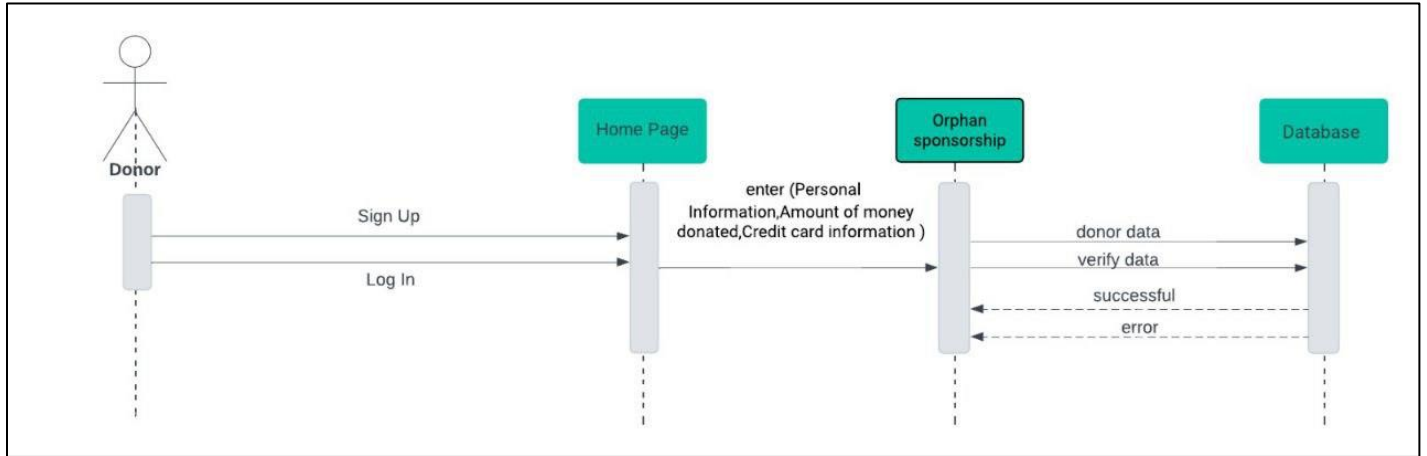 Donor
Home Page
Orphan
sponsorship
Database
Sign Up
Log In
enter (Personal
Information,Amount of money
donated,Credit card information )
donor data
verify data
successful
error